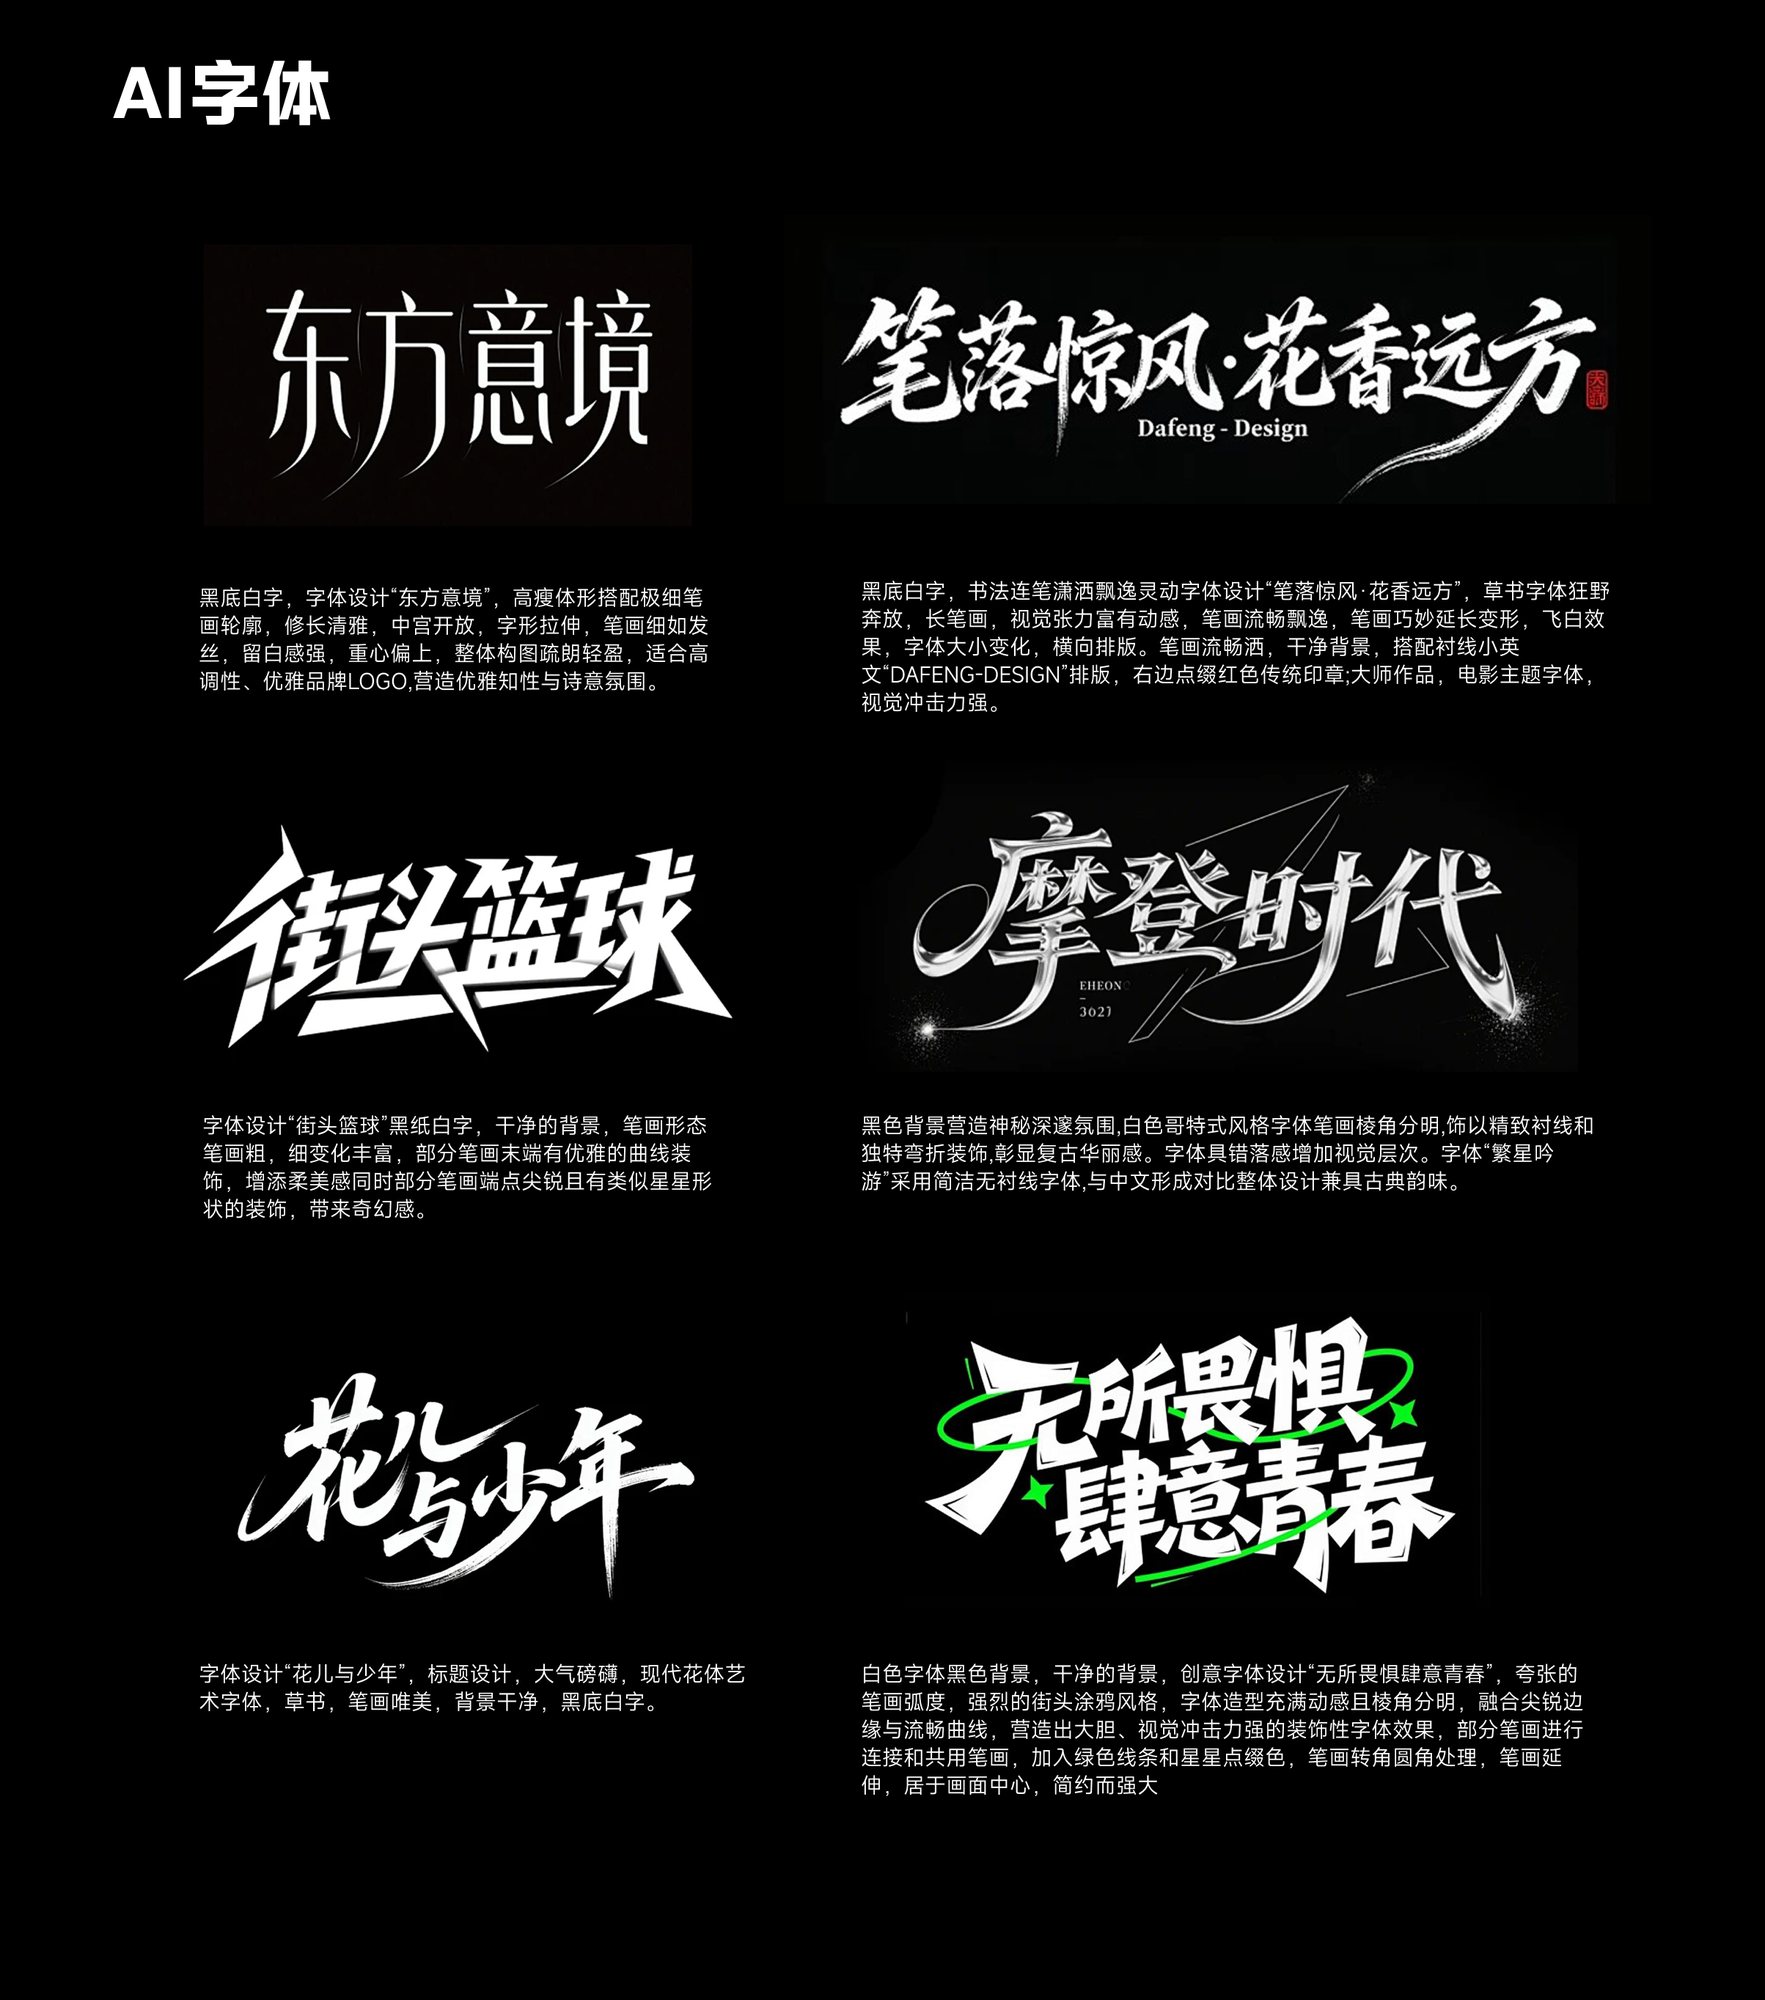 AI字体
东方意境
笔落惊风·花香远方
Dafeng - Design
黑底白字，字体设计“东方意境”，高瘦体形搭配极细笔
画轮廓，修长清雅，中宫开放，字形拉伸，笔画细如发
丝，留白感强，重心偏上，整体构图疏朗轻盈，适合高
调性、优雅品牌LOGO,营造优雅知性与诗意氛围。
黑底白字，书法连笔潇洒飘逸灵动字体设计“笔落惊风·花香远方”，草书字体狂野
奔放，长笔画，视觉张力富有动感，笔画流畅飘逸，笔画巧妙延长变形，飞白效
果，字体大小变化，横向排版。笔画流畅洒，干净背景，搭配衬线小英
文“DAFENG-DESIGN”排版，右边点缀红色传统印章;大师作品，电影主题字体，
视觉冲击力强。
街头篮球
摩登时代
EHEONG
–
3027
字体设计“街头篮球”黑纸白字，干净的背景，笔画形态
笔画粗，细变化丰富，部分笔画末端有优雅的曲线装
饰，增添柔美感同时部分笔画端点尖锐且有类似星星形
状的装饰，带来奇幻感。
黑色背景营造神秘深邃氛围,白色哥特式风格字体笔画棱角分明,饰以精致衬线和
独特弯折装饰,彰显复古华丽感。字体具错落感增加视觉层次。字体“繁星吟
游”采用简洁无衬线字体,与中文形成对比整体设计兼具古典韵味。
花儿
与少年
无所畏惧
肆意青春
字体设计“花儿与少年”，标题设计，大气磅礴，现代花体艺
术字体，草书，笔画唯美，背景干净，黑底白字。
白色字体黑色背景，干净的背景，创意字体设计“无所畏惧肆意青春”，夸张的
笔画弧度，强烈的街头涂鸦风格，字体造型充满动感且棱角分明，融合尖锐边
缘与流畅曲线，营造出大胆、视觉冲击力强的装饰性字体效果，部分笔画进行
连接和共用笔画，加入绿色线条和星星点缀色，笔画转角圆角处理，笔画延
伸，居于画面中心，简约而强大